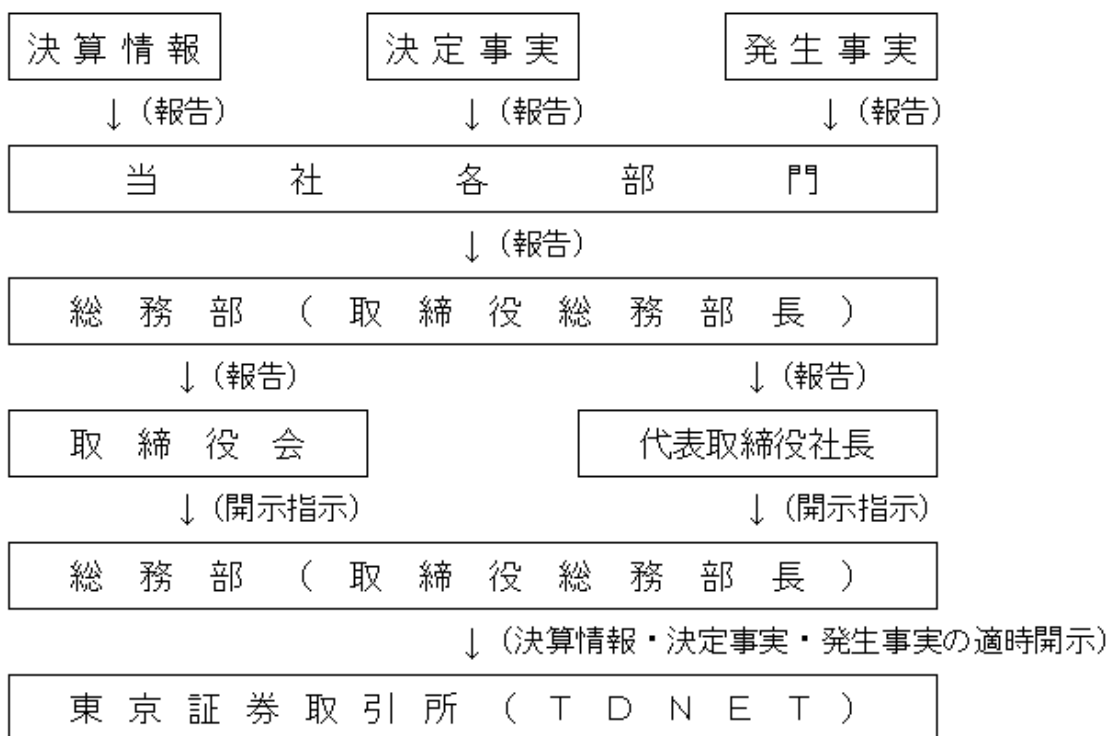 決算情報 決定事実 発生事実
↓（報告） ↓（報告） ↓（報告）
当社各部門
↓（報告）
総務部（取締役総務部長）
↓（報告） ↓（報告）
取締役会 代表取締役社長
↓（開示指示） ↓（開示指示）
総務部（取締役総務部長）
↓（決算情報・決定事実・発生事実の適時開示）
東京証券取引所（ＴＤＮＥＴ）